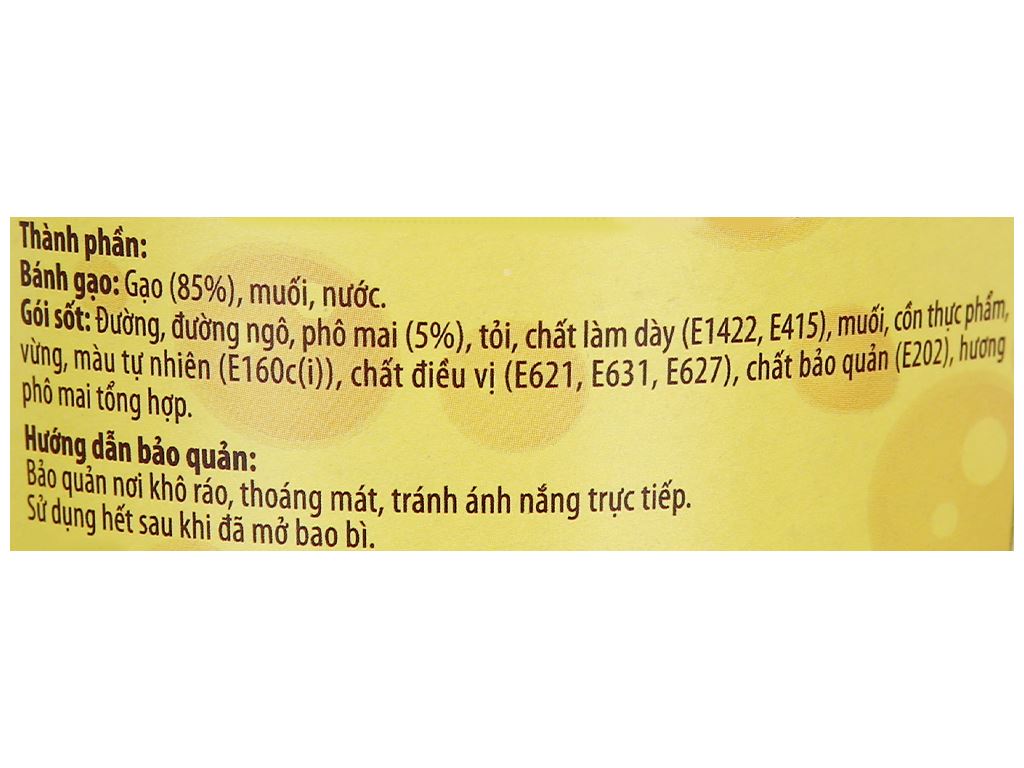 Thành phần:
Bánh gạo: Gạo (85%), muối, nước.
Gói sốt: Đường, đường ngô, phô mai (5%), tỏi, chất làm dày (E1422, E415), muối, cồn thực phẩm,
vừng, màu tự nhiên (E160c(i)), chất điều vị (E621, E631, E627), chất bảo quản (E202), hương
phô mai tổng hợp.
Hướng dẫn bảo quản:
Bảo quản nơi khô ráo, thoáng mát, tránh ánh nắng trực tiếp.
Sử dụng hết sau khi đã mở bao bì.